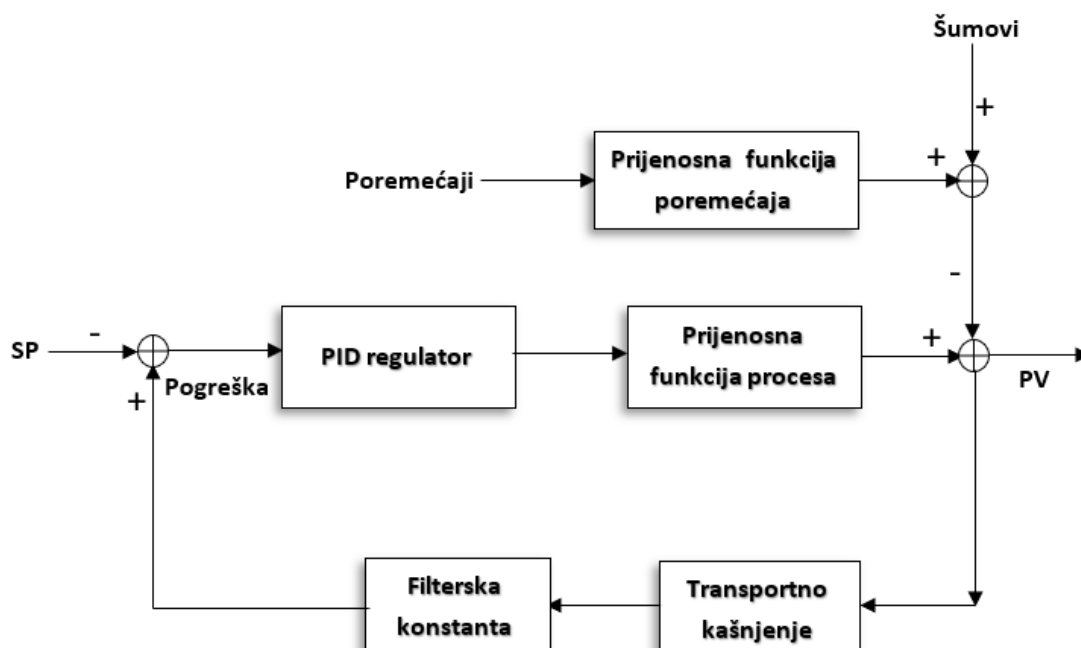 Šumovi
+
Prijenosna funkcija
poremećaja
+
Poremećaji
-
SP
-
PID regulator
Prijenosna
funkcija procesa
+
Pogreška
+
PV
Filterska
konstanta
Transportno
kašnjenje